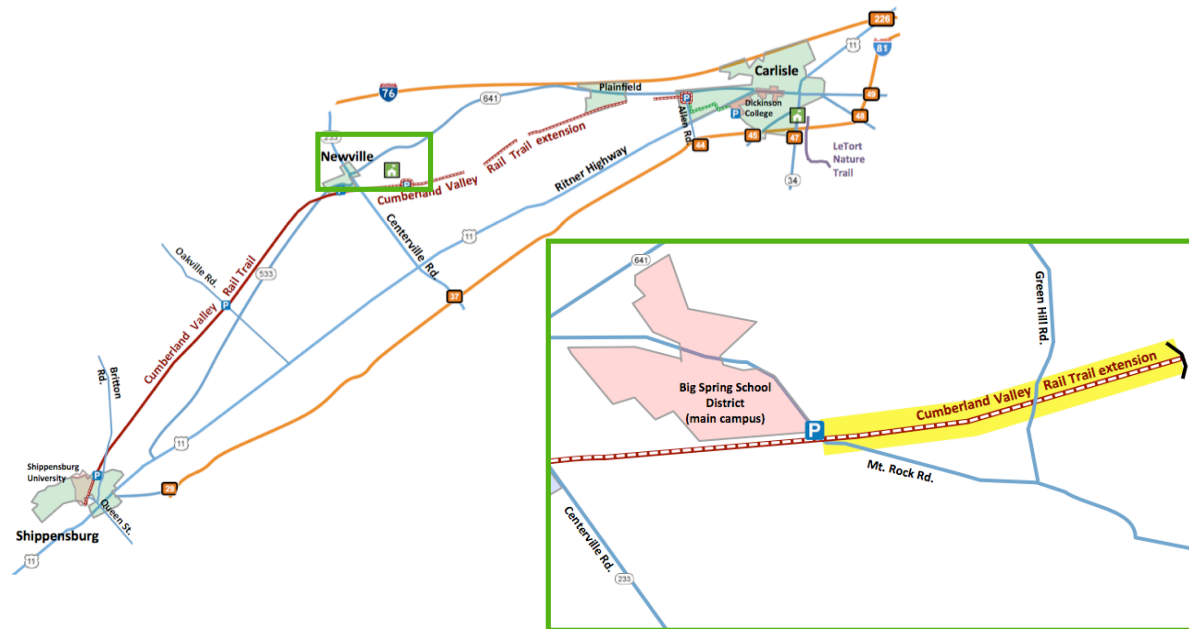 226
11
81
Carlisle
76
Plainfield
641
P
Dickinson
College
49
P
Allen Rd.
48
45
47
44
233
Newville
Rail Trail extension
LeTort
Nature
Trail
P
Cumberland Valley
P
Ritner Highway
34
Centerville Rd.
11
Oakville Rd.
533
Rail Trail
37
P
Cumberland Valley
Britton
Rd.
11
Shippensburg
University
P
29
Queen St.
Shippensburg
11
641
Green Hill Rd.
Big Spring School
District
(main campus)
Cumberland Valley Rail Trail extension
P
Mt. Rock Rd.
Centerville Rd.
233